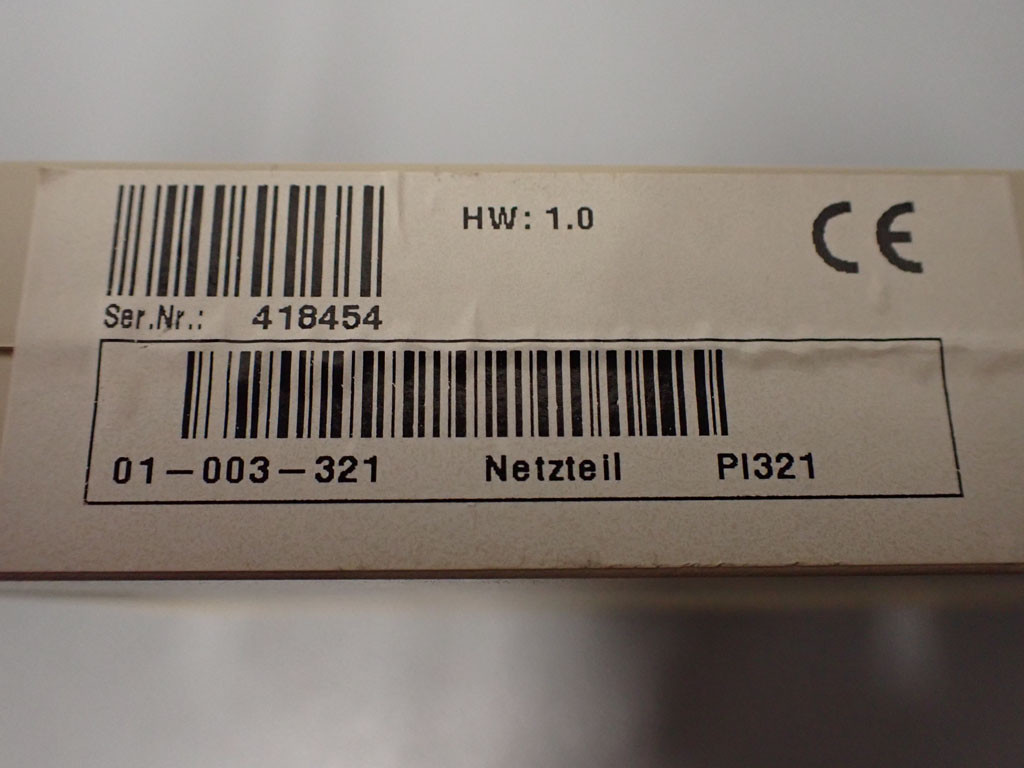 HW: 1.0
CE
Ser.Nr.: 418454
01-003-321 Netzteil PI321